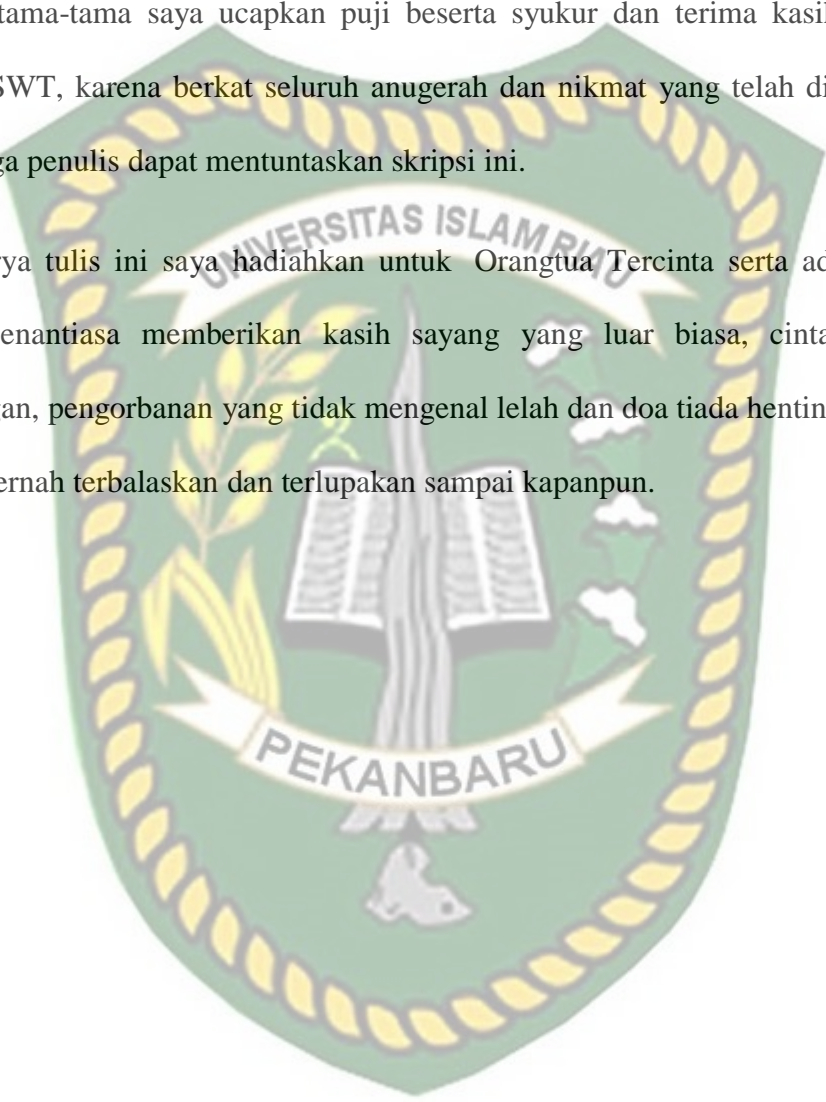 tama-tama saya ucapkan puji beserta syukur dan terima kasih
SWT, karena berkat seluruh anugerah dan nikmat yang telah di
ga penulis dapat mentuntaskan skripsi ini.
UNIVERSITAS ISLAM RIAU
rya tulis ini saya hadiahkan untuk Orangtua Tercinta serta ad
enantiasa memberikan kasih sayang yang luar biasa, cinta
gan, pengorbanan yang tidak mengenal lelah dan doa tiada hentin
ernah terbalaskan dan terlupakan sampai kapanpun.
PEKANBARU